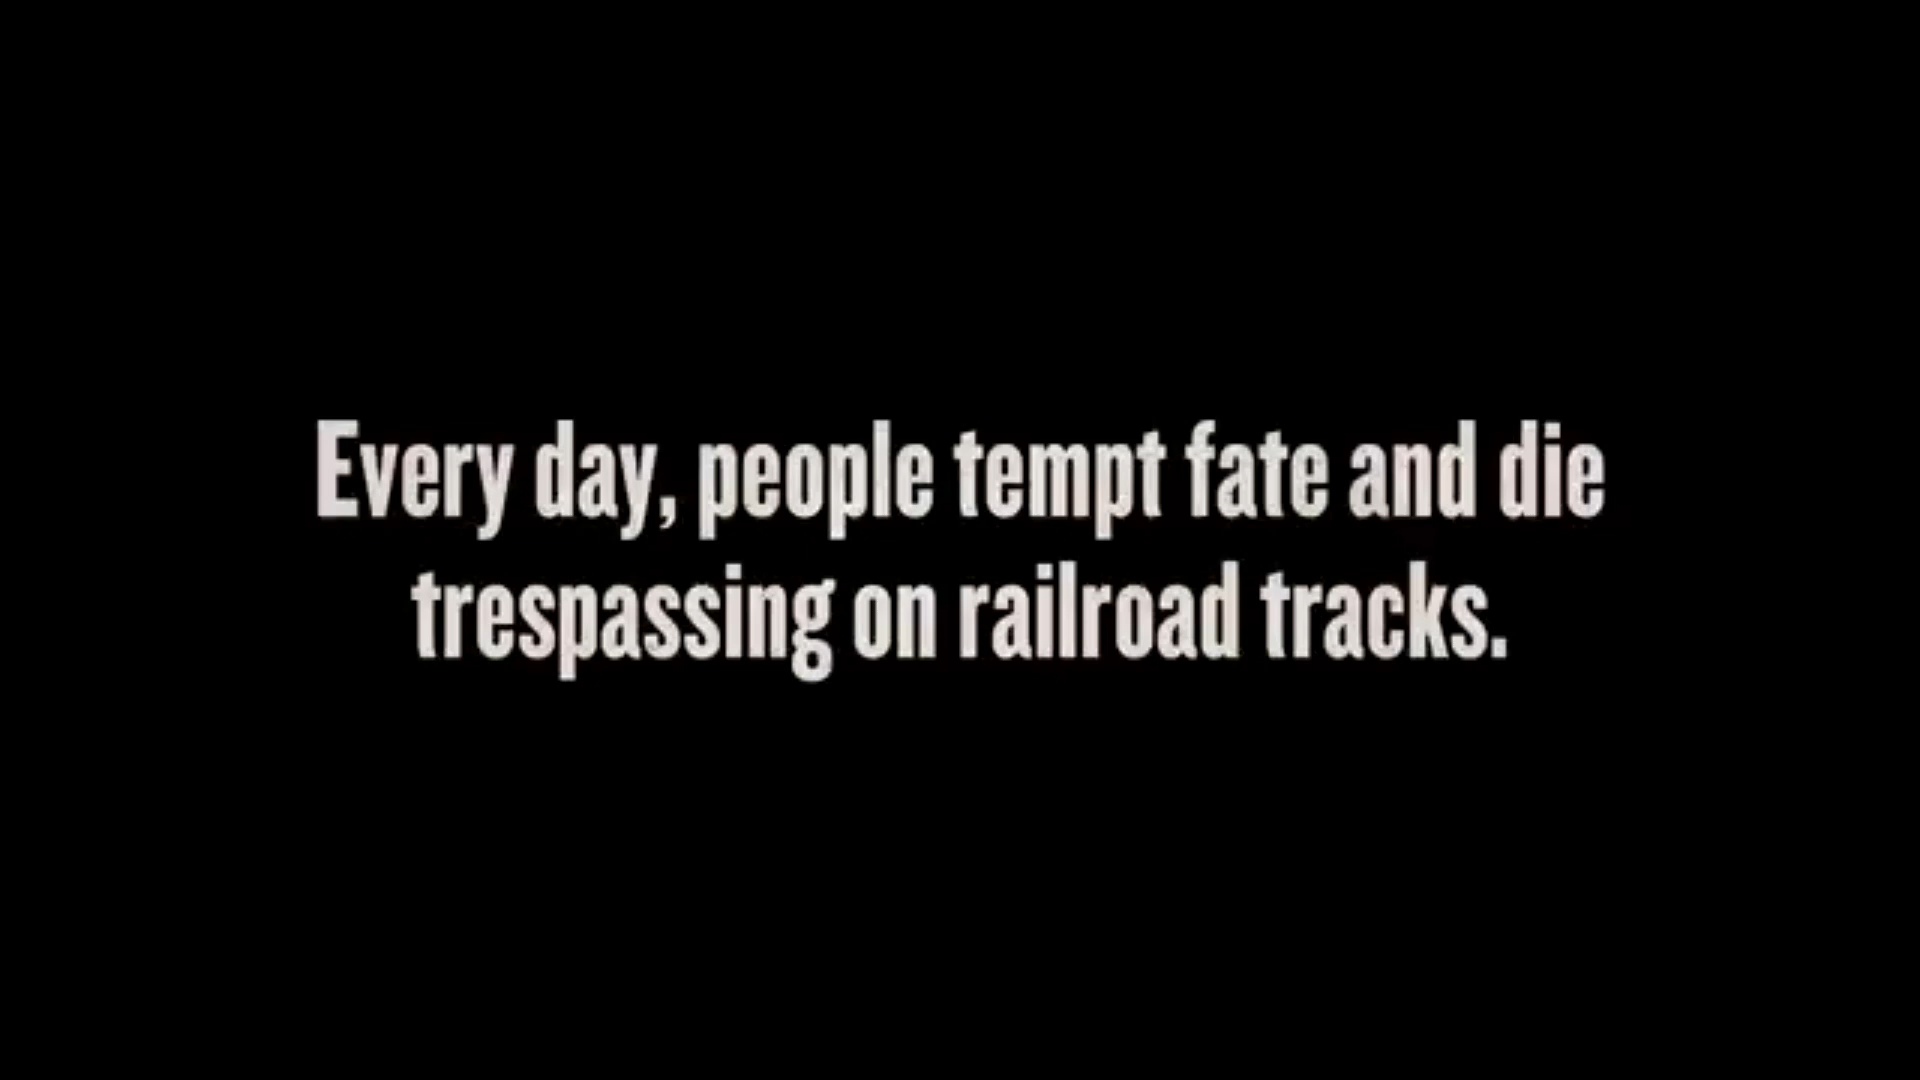 Every day, people tempt fate and die
trespassing on railroad tracks.